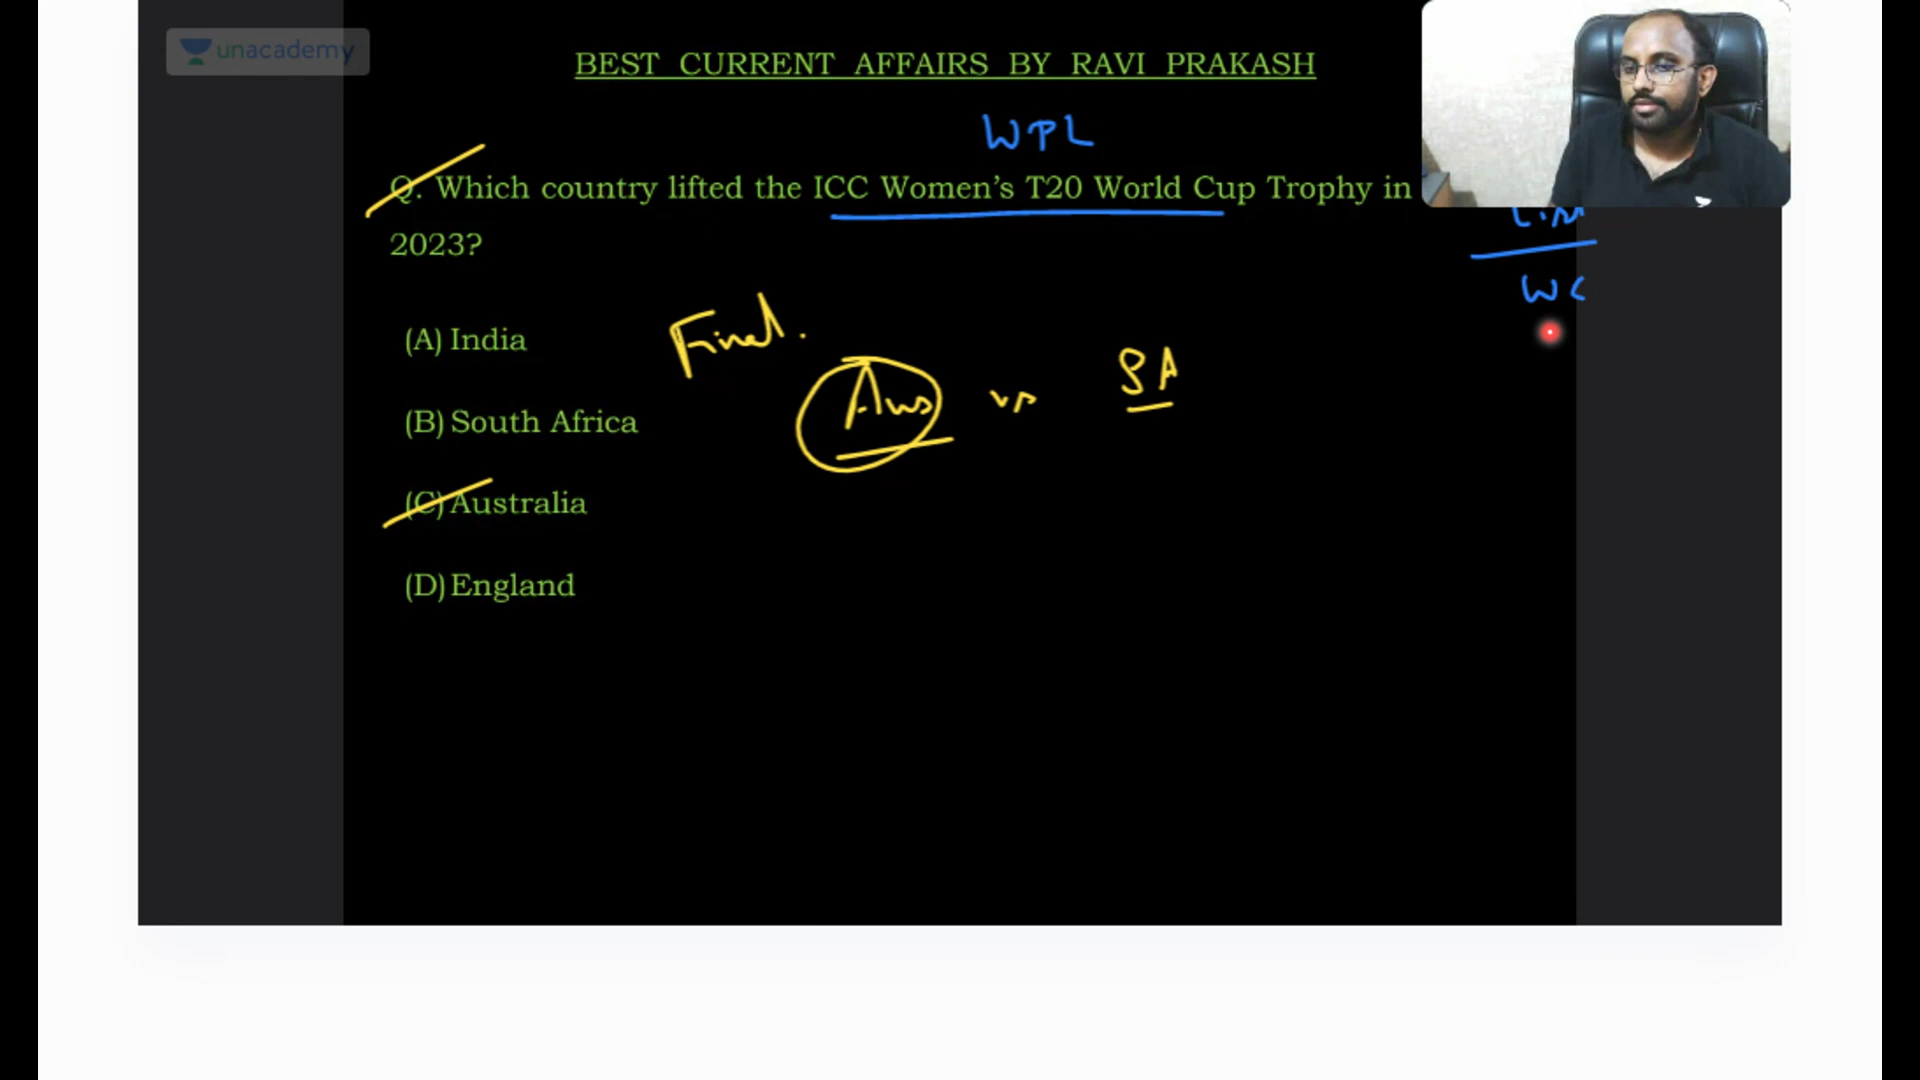 unacademy
BEST CURRENT AFFAIRS BY RAVI PRAKASH
WPL
Q. Which country lifted the ICC Women’s T20 World Cup Trophy in
2023?
WC
(A) India
Final.
Aus vs SA
(B) South Africa
(C) Australia
(D) England